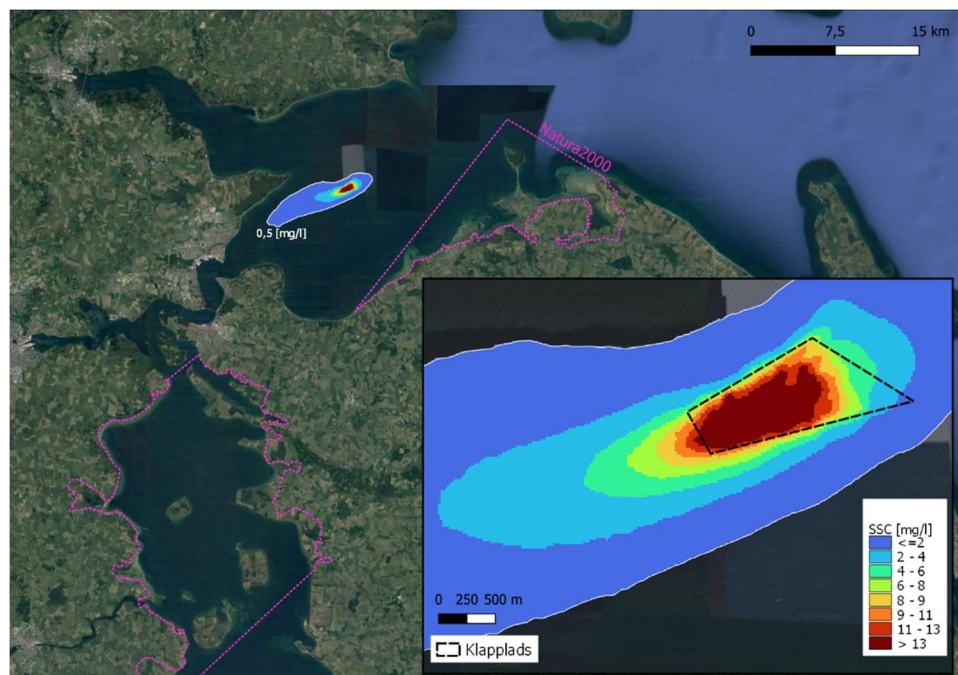 0 7,5 15 km
Natura2000
0,5 [mg/l]
SSC [mg/l]
<=2
2 - 4
4 - 6
6 - 8
8 - 9
9 - 11
11 - 13
> 13
0 250 500 m
Klapplads